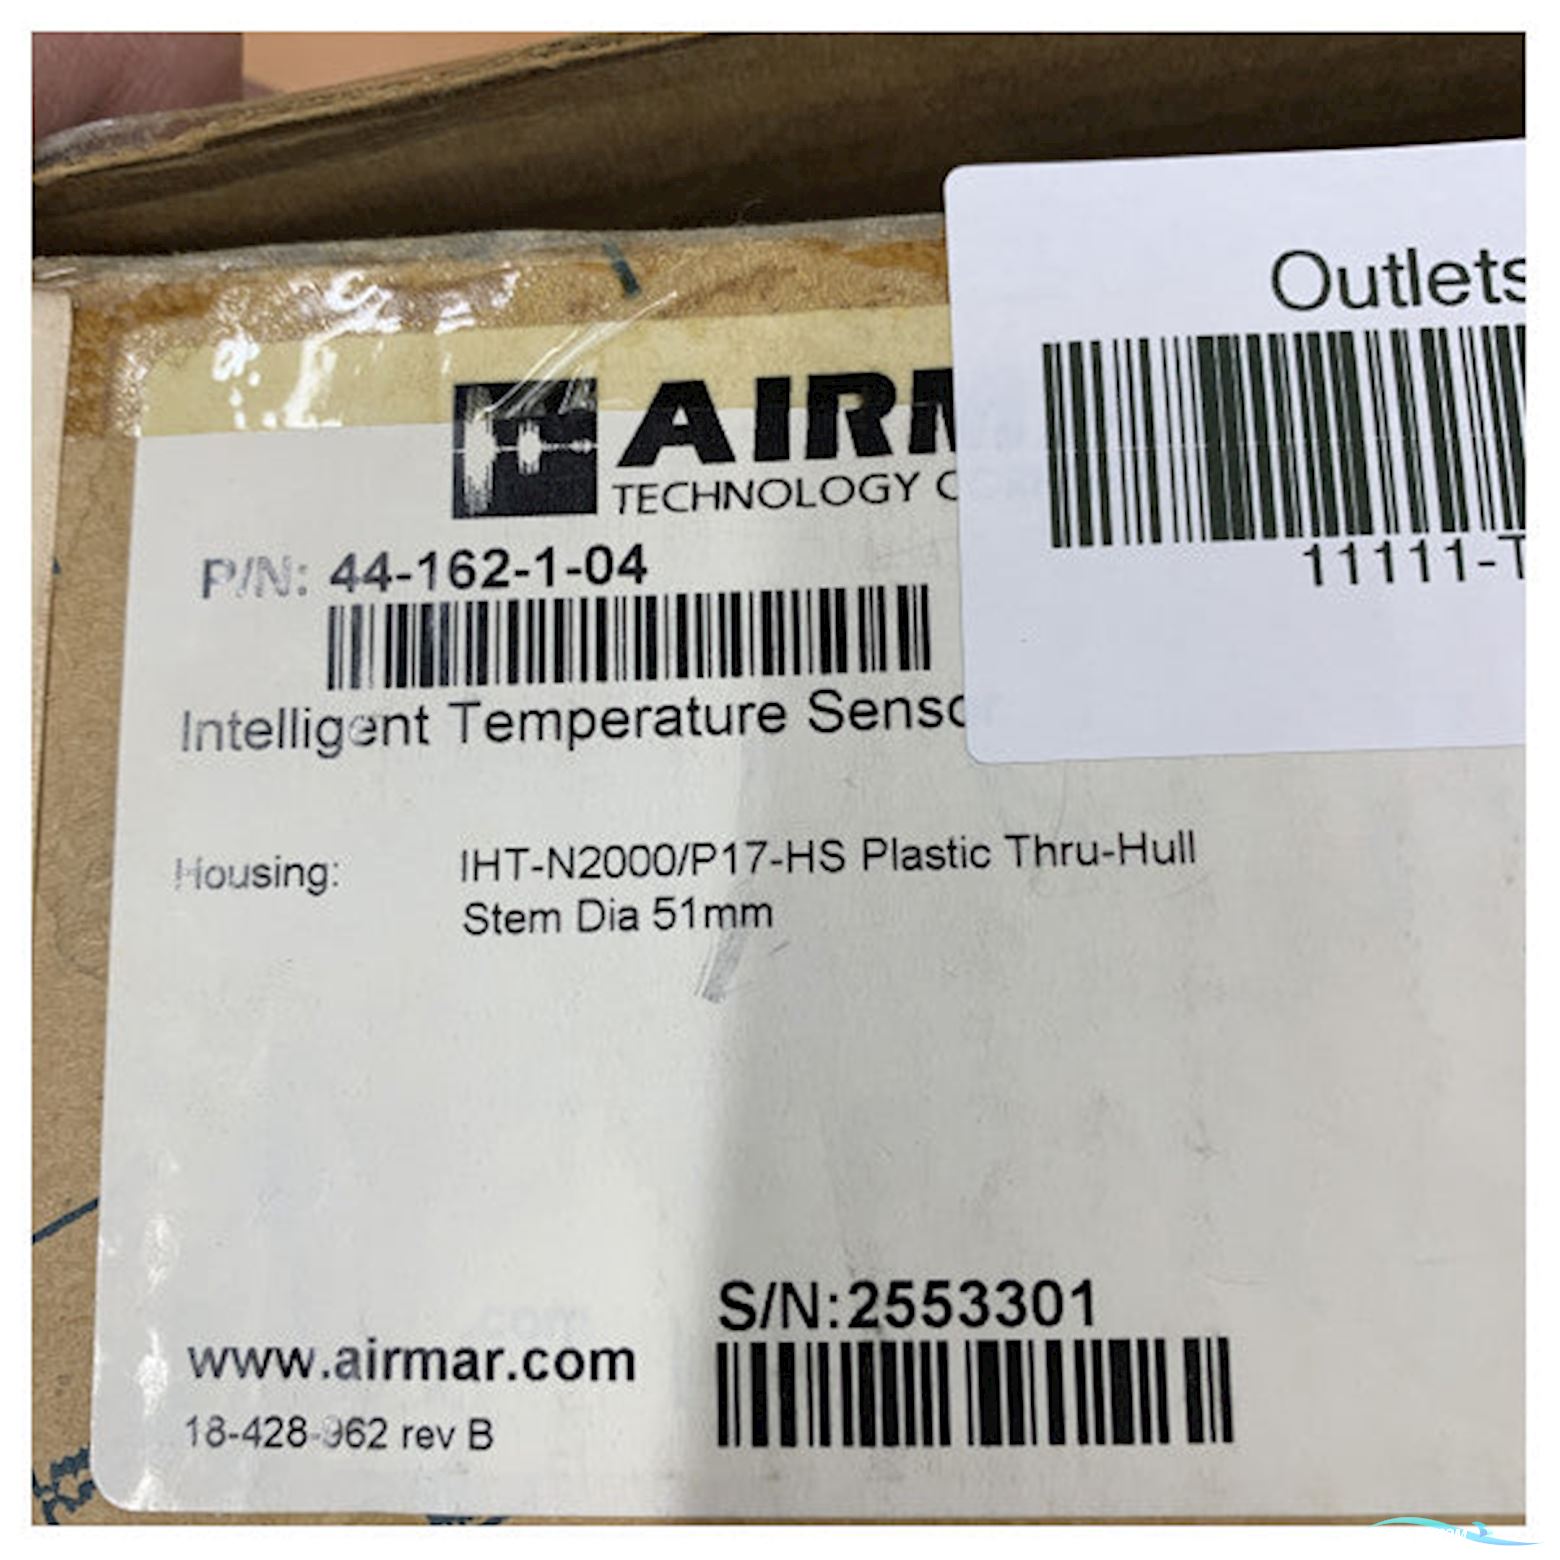 Outlets
11111-T
AIRM
TECHNOLOGY C
P/N: 44-162-1-04
Intelligent Temperature Sensor
Housing: IHT-N2000/P17-HS Plastic Thru-Hull
Stem Dia 51mm
S/N:2553301
www.airmar.com
18-428-962 rev B